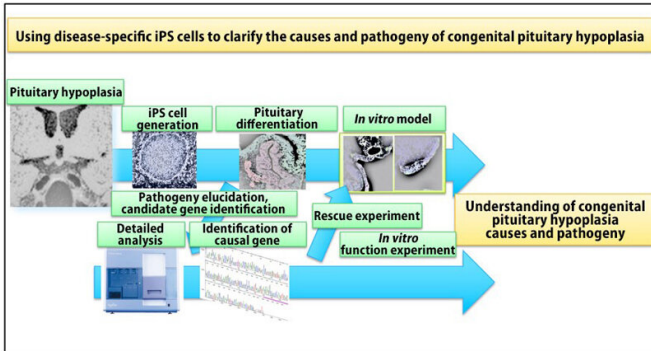 Using disease-specific iPS cells to clarify the causes and pathogeny of congenital pituitary hypoplasia
Pituitary hypoplasia
iPS cell
generation
Pituitary
differentiation
In vitro model
Pathogeny elucidation,
candidate gene identification
Rescue experiment
In vitro
function experiment
Detailed
analysis
Identification of
causal gene
Understanding of congenital
pituitary hypoplasia
causes and pathogeny